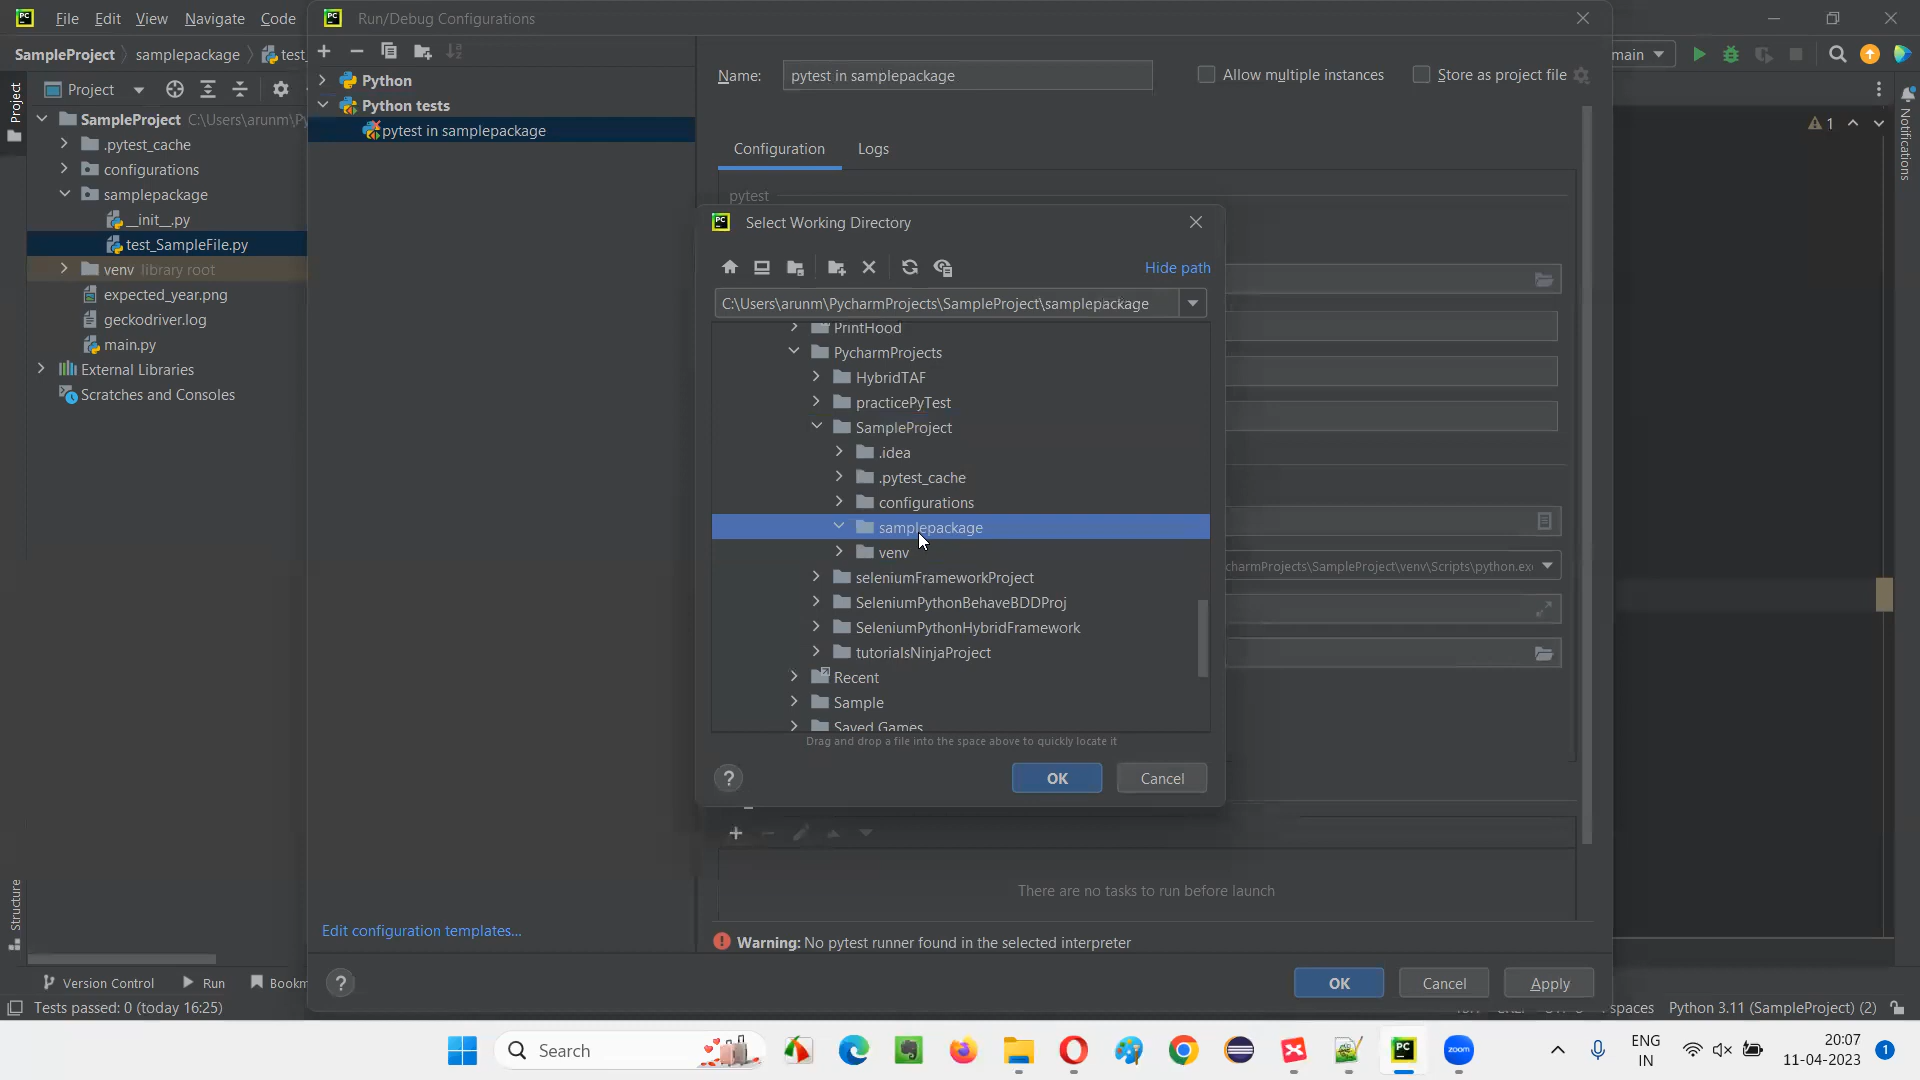 File Edit View Navigate Code
Run/Debug Configurations
SampleProject samplepackage test_
main
Name: pytest in samplepackage
Allow multiple instances
Store as project file
Project
Project
Python
Python tests
pytest in samplepackage
SampleProject C:\Users\arunm\Py
.pytest_cache
configurations
samplepackage
__init__.py
test_SampleFile.py
venv library root
expected_year.png
geckodriver.log
main.py
External Libraries
Scratches and Consoles
Configuration Logs
pytest
1
Notifications
Select Working Directory
Hide path
C:\Users\arunm\PycharmProjects\SampleProject\samplepackage
PrintHood
PycharmProjects
HybridTAF
practicePyTest
SampleProject
.idea
.pytest_cache
configurations
samplepackage
venv
seleniumFrameworkProject
SeleniumPythonBehaveBDDProj
SeleniumPythonHybridFramework
tutorialsNinjaProject
Recent
Sample
Saved Games
Drag and drop a file into the space above to quickly locate it
? OK Cancel
charmProjects\SampleProject\venv\Scripts\python.exe
There are no tasks to run before launch
Edit configuration templates...
Warning: No pytest runner found in the selected interpreter
? OK Cancel Apply
Structure
Version Control Run Bookm
Tests passed: 0 (today 16:25)
spaces Python 3.11 (SampleProject) (2)
Search
zoom
ENG
IN
20:07
11-04-2023
1